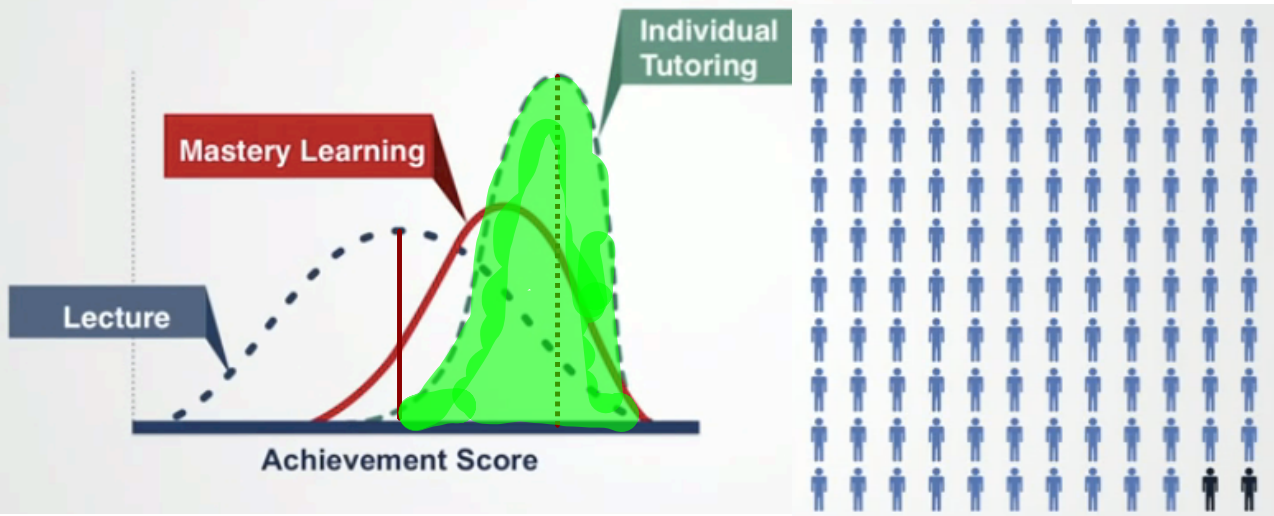 Individual
Tutoring
Mastery Learning
Lecture
Achievement Score